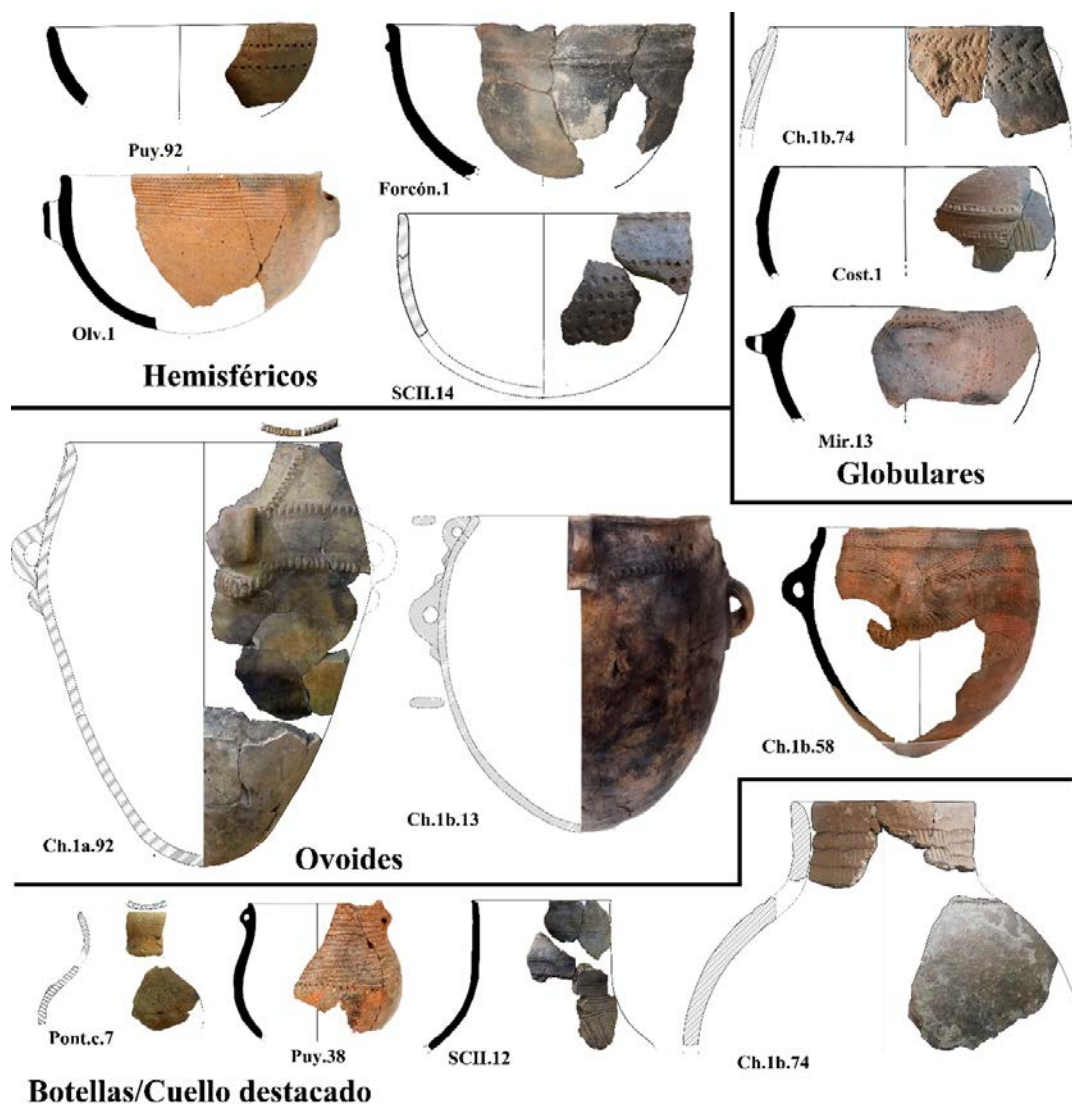 Puy.92
Forcón.1
Olv.1
SCII.14
Hemisféricos
Ch.1b.74
Cost.1
Mir.13
Globulares
Ch.1a.92
Ch.1b.13
Ch.1b.58
Ovoides
Pont.c.7
Puy.38
SCII.12
Ch.1b.74
Botellas/Cuello destacado